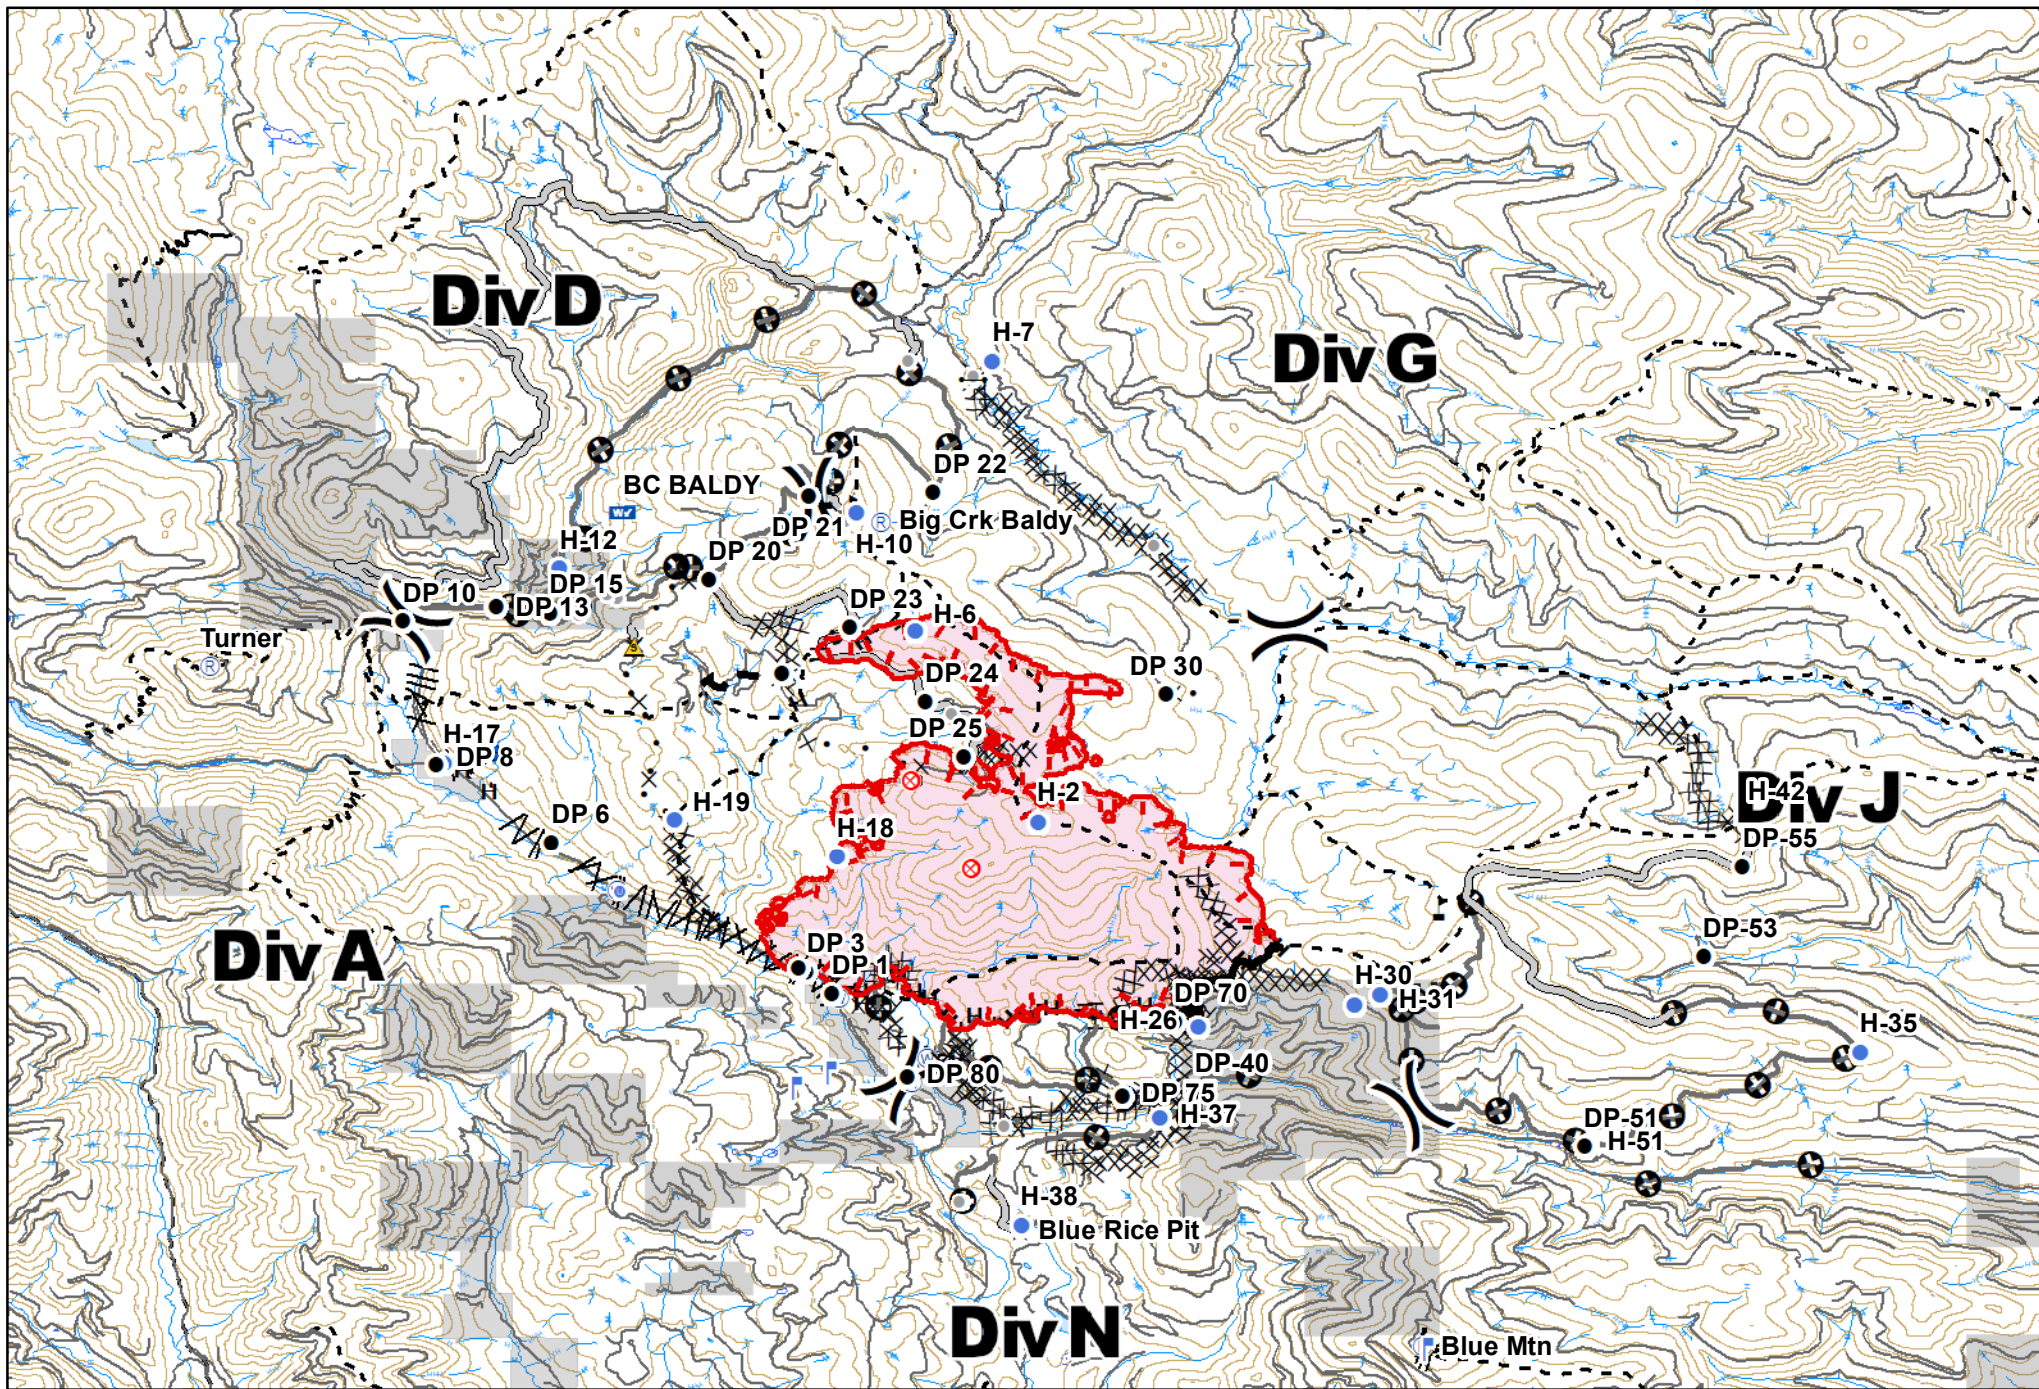 Div D
H-7
Div G
DP 22
BC BALDY
Big Crk Baldy
DP 21
H-10
H-12
DP 20
DP 15
DP 10
DP 13
DP 23
H-6
Turner
DP 24
DP 30
DP 25
H-17
DP 8
H
H-2
H-19
H-18
Div J
H-42
DP 6
DP-55
DP-53
Div A
DP 3
DP 1
DP 70
H-30
H-31
H-26
H
H-35
DP-40
DP 80
DP 75
H-37
DP-51
H-51
H-38
Blue Rice Pit
Div N
Blue Mtn